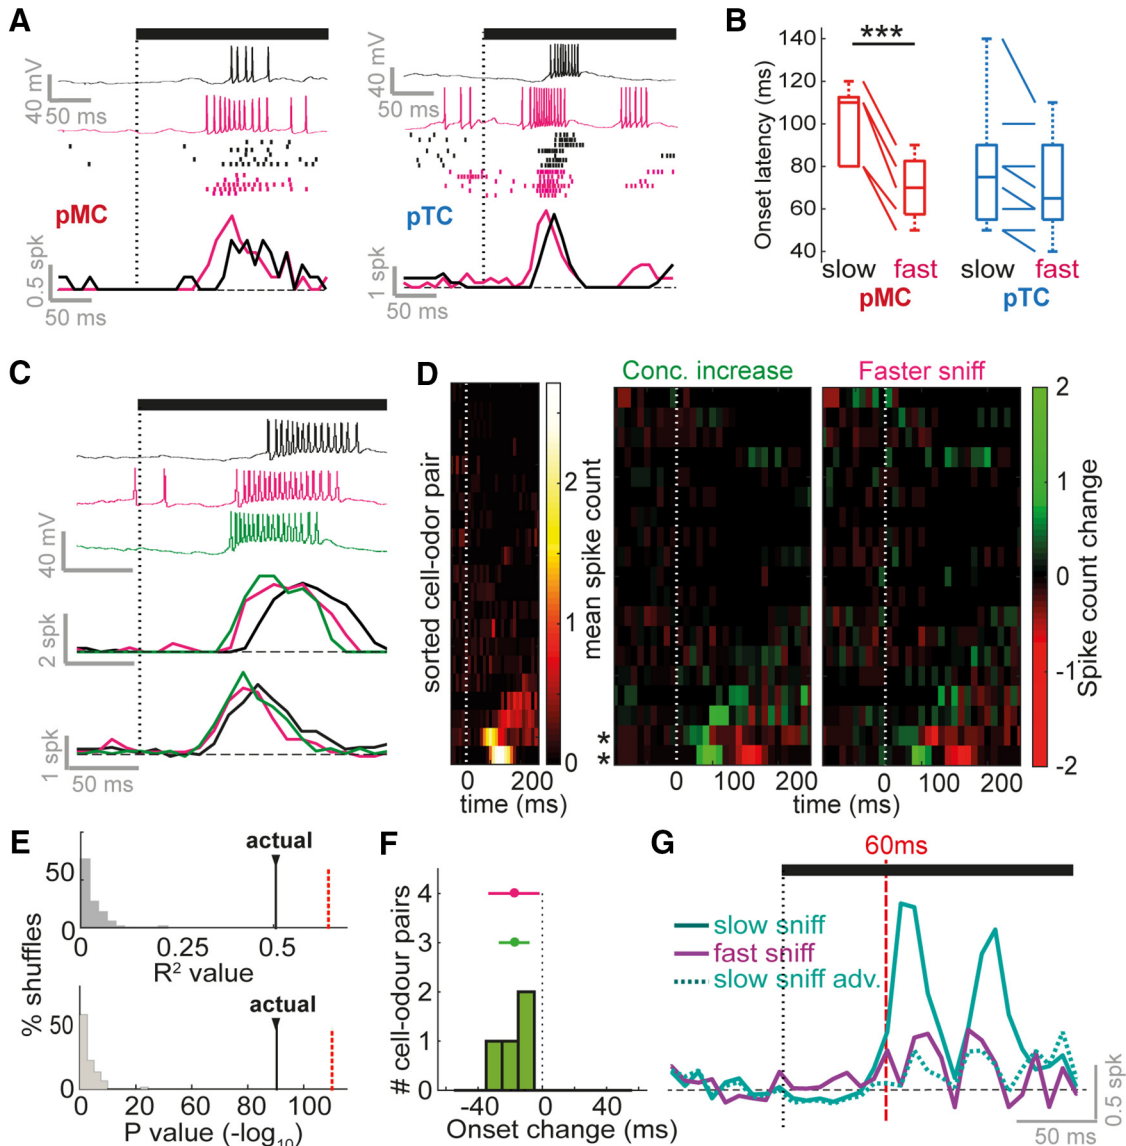 A
40 mV
50 ms
40 mV
50 ms
pMC
pTC
0.5 spk
50 ms
1 spk
50 ms
B
***
Onset latency (ms)
140
120
100
80
60
40
slow fast slow fast
pMC pTC
C
40 mV
2 spk
1 spk
50 ms
D
Conc. increase
Faster sniff
sorted cell-odor pair
2
1
0
mean spike count
0 200
time (ms)
*
*
0 100 200
0 100 200
time (ms)
2
1
0
-1
-2
Spike count change
E
actual
50
0
0 0.25 0.5
R² value
% shuffles
actual
50
0
0 20 60 100
P value (-log₁₀)
F
# cell-odour pairs
4
3
2
1
0
-40 0 40
Onset change (ms)
G
60ms
slow sniff
fast sniff
slow sniff adv.
0.5 spk
50 ms